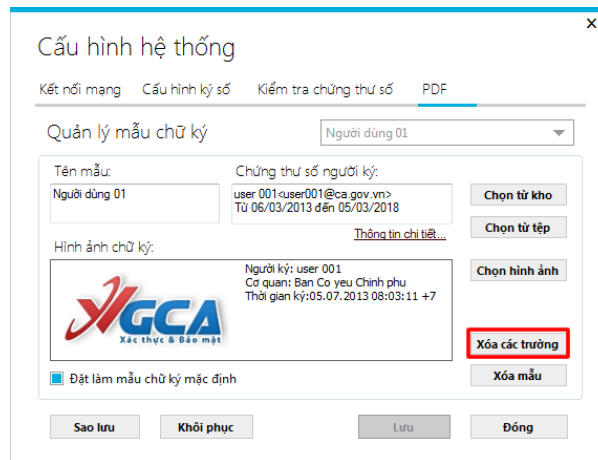 x
Cấu hình hệ thống
Kết nối mạng Cấu hình ký số Kiểm tra chứng thư số PDF
Quản lý mẫu chữ ký Người dùng 01
Tên mẫu: Chứng thư số người ký:
Người dùng 01 user 001<user001@ca.gov.vn> Chọn từ kho
Từ 06/03/2013 đến 05/03/2018
Thông tin chi tiết... Chọn từ tệp
Hình ảnh chữ ký:
Người ký: user 001 Chọn hình ảnh
Cơ quan: Ban Co yeu Chinh phu
Thời gian ký:05.07.2013 08:03:11 +7
VGCA
Xác thực & Bảo mật
Xóa các trường
Đặt làm mẫu chữ ký mặc định Xóa mẫu
Sao lưu Khôi phục Lưu Đóng